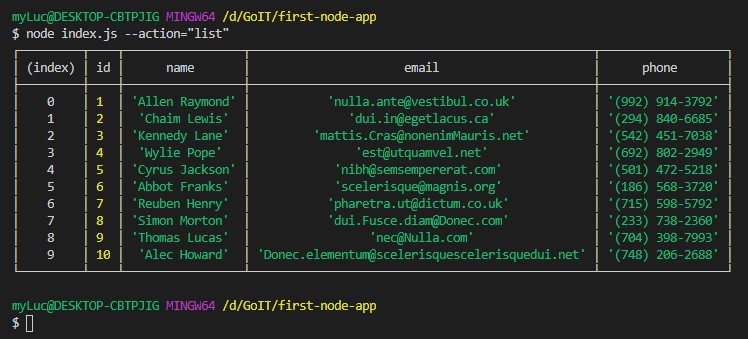 myLuc@DESKTOP-CBTPJIG MINGW64 /d/GoIT/first-node-app
$ node index.js --action="list"
(index) id name email phone
0 1 'Allen Raymond' 'nulla.ante@vestibul.co.uk' '(992) 914-3792'
1 2 'Chaim Lewis' 'dui.in@egetlacus.ca' '(294) 840-6685'
2 3 'Kennedy Lane' 'mattis.Cras@nonenimMauris.net' '(542) 451-7038'
3 4 'Wylie Pope' 'est@utquamvel.net' '(692) 802-2949'
4 5 'Cyrus Jackson' 'nibh@semsempererat.com' '(501) 472-5218'
5 6 'Abbot Franks' 'scelerisque@magnis.org' '(186) 568-3720'
6 7 'Reuben Henry' 'pharetra.ut@dictum.co.uk' '(715) 598-5792'
7 8 'Simon Morton' 'dui.Fusce.diam@Donec.com' '(233) 738-2360'
8 9 'Thomas Lucas' 'nec@Nulla.com' '(704) 398-7993'
9 10 'Alec Howard' 'Donec.elementum@scelerisquescelerisquedui.net' '(748) 206-2688'
myLuc@DESKTOP-CBTPJIG MINGW64 /d/GoIT/first-node-app
$